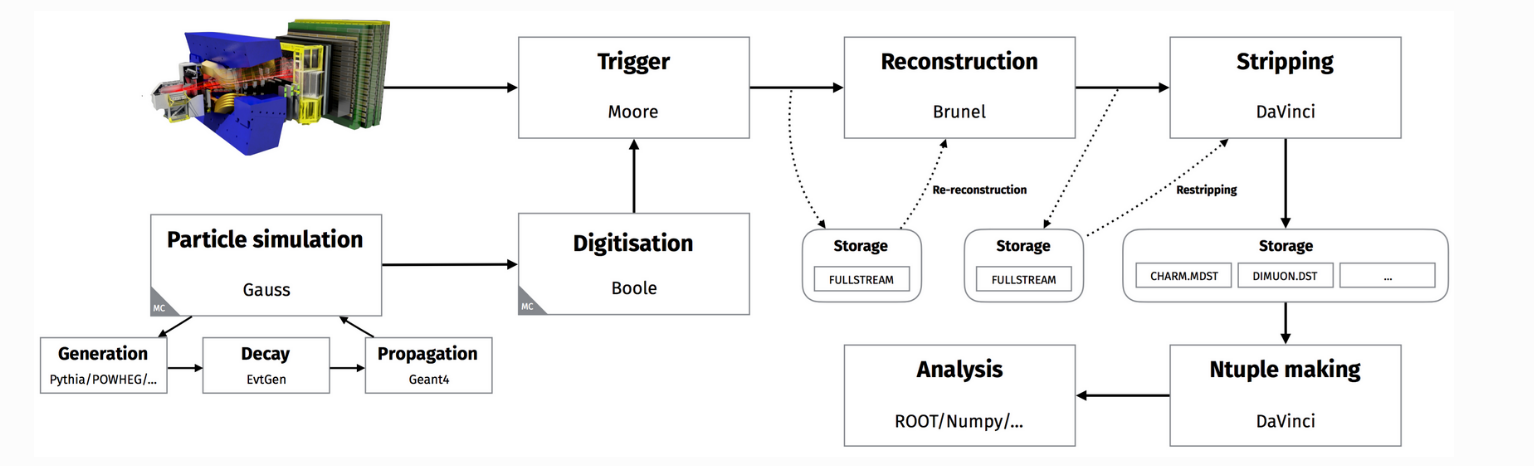 Trigger
Moore
Reconstruction
Brunel
Stripping
DaVinci
Re-reconstruction
Restripping
Particle simulation
Gauss
MC
Digitisation
Boole
MC
Storage
FULLSTREAM
Storage
FULLSTREAM
Storage
CHARM.MDST
DIMUON.DST
...
Generation
Pythia/POWHEG/...
Decay
EvtGen
Propagation
Geant4
Analysis
ROOT/Numpy/...
Ntuple making
DaVinci